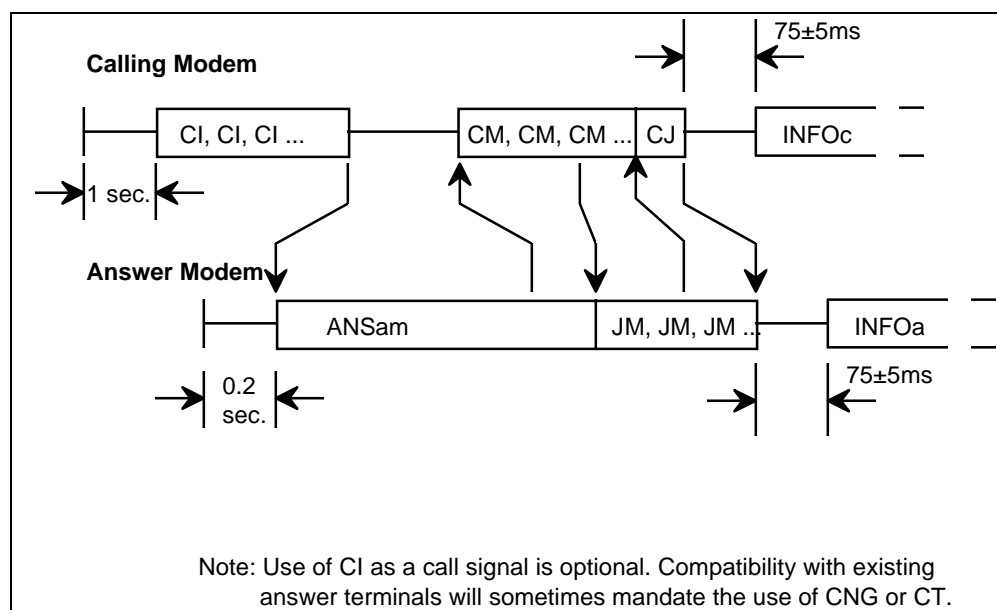 75±5ms
Calling Modem
CI, CI, CI ...
CM, CM, CM ...
CJ
INFOc
1 sec.
Answer Modem
ANSam
JM, JM, JM ...
INFOa
0.2
sec.
75±5ms
Note: Use of CI as a call signal is optional. Compatibility with existing
answer terminals will sometimes mandate the use of CNG or CT.